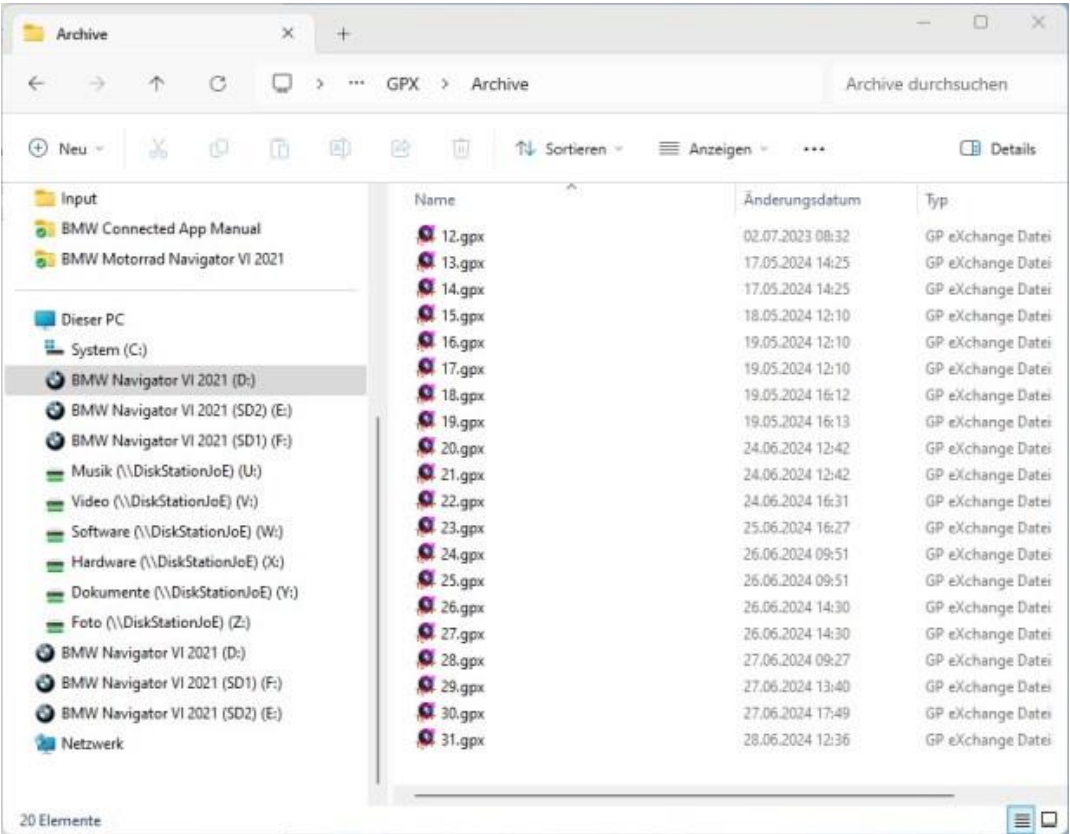 Archive
GPX > Archive
Archive durchsuchen
Neu
Sortieren
Anzeigen
Details
Input
BMW Connected App Manual
BMW Motorrad Navigator VI 2021
Dieser PC
System (C:)
BMW Navigator VI 2021 (D:)
BMW Navigator VI 2021 (SD2) (E:)
BMW Navigator VI 2021 (SD1) (F:)
Musik (\\DiskStationJoE) (U:)
Video (\\DiskStationJoE) (V:)
Software (\\DiskStationJoE) (W:)
Hardware (\\DiskStationJoE) (X:)
Dokumente (\\DiskStationJoE) (Y:)
Foto (\\DiskStationJoE) (Z:)
BMW Navigator VI 2021 (D:)
BMW Navigator VI 2021 (SD1) (F:)
BMW Navigator VI 2021 (SD2) (E:)
Netzwerk
Name Änderungsdatum Typ
12.gpx 02.07.2023 08:32 GP eXchange Datei
13.gpx 17.05.2024 14:25 GP eXchange Datei
14.gpx 17.05.2024 14:25 GP eXchange Datei
15.gpx 18.05.2024 12:10 GP eXchange Datei
16.gpx 19.05.2024 12:10 GP eXchange Datei
17.gpx 19.05.2024 12:10 GP eXchange Datei
18.gpx 19.05.2024 16:12 GP eXchange Datei
19.gpx 19.05.2024 16:13 GP eXchange Datei
20.gpx 24.06.2024 12:42 GP eXchange Datei
21.gpx 24.06.2024 12:42 GP eXchange Datei
22.gpx 24.06.2024 16:31 GP eXchange Datei
23.gpx 25.06.2024 16:27 GP eXchange Datei
24.gpx 26.06.2024 09:51 GP eXchange Datei
25.gpx 26.06.2024 09:51 GP eXchange Datei
26.gpx 26.06.2024 14:30 GP eXchange Datei
27.gpx 26.06.2024 14:30 GP eXchange Datei
28.gpx 27.06.2024 09:27 GP eXchange Datei
29.gpx 27.06.2024 13:40 GP eXchange Datei
30.gpx 27.06.2024 17:49 GP eXchange Datei
31.gpx 28.06.2024 12:36 GP eXchange Datei
20 Elemente